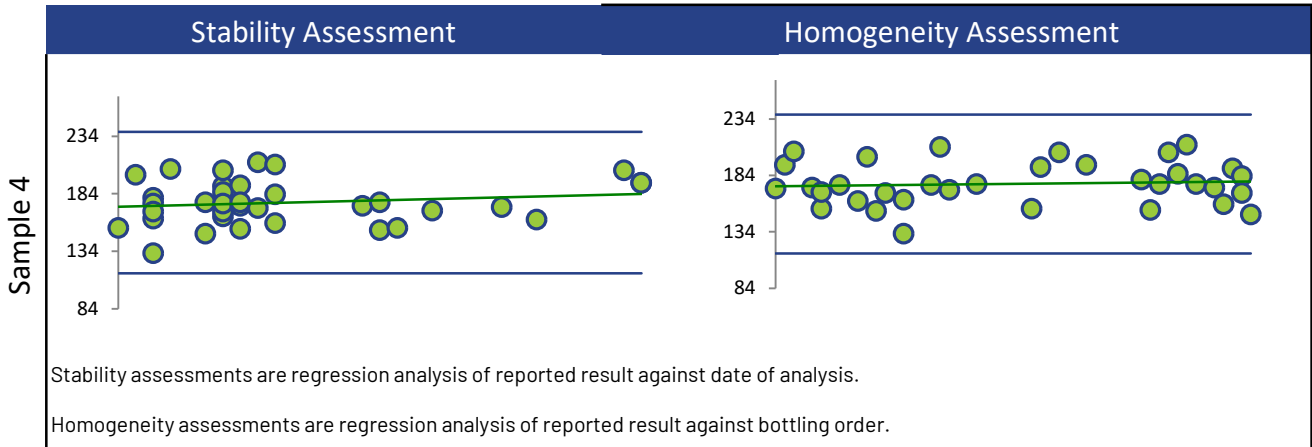 Stability Assessment
Homogeneity Assessment
Sample 4
234
184
134
84
234
184
134
84
Stability assessments are regression analysis of reported result against date of analysis.
Homogeneity assessments are regression analysis of reported result against bottling order.